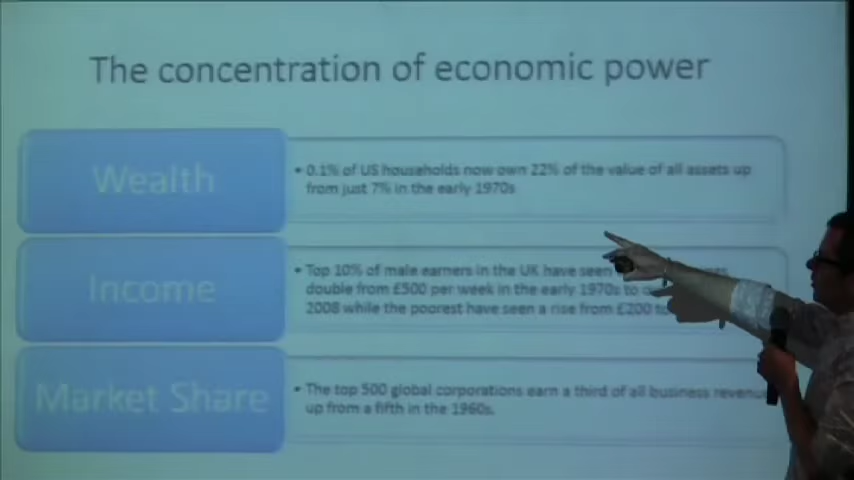 The concentration of economic power
Wealth
• 0.1% of US households now own 22% of the value of all assets up
from just 7% in the early 1970s
Income
• Top 10% of male earners in the UK have seen
double from £500 per week in the early 1970s to
2008 while the poorest have seen a rise from £200 to
Market Share
• The top 500 global corporations earn a third of all business revenue
up from a fifth in the 1960s.